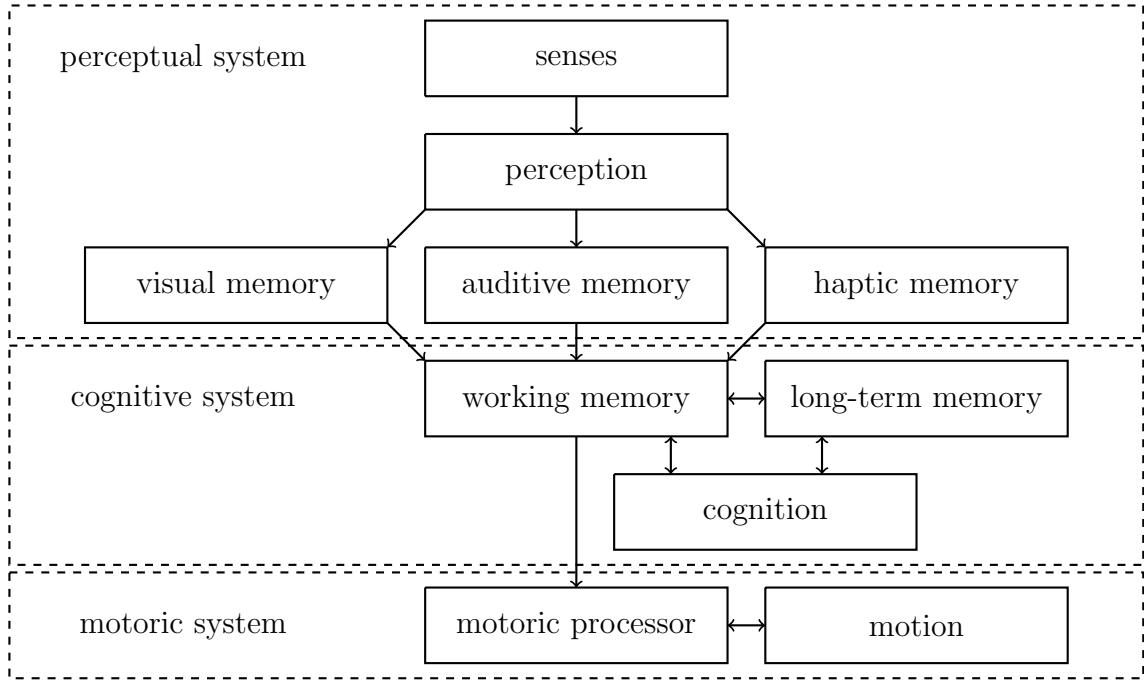 perceptual system
senses
perception
visual memory
auditive memory
haptic memory
cognitive system
working memory
long-term memory
cognition
motoric system
motoric processor
motion